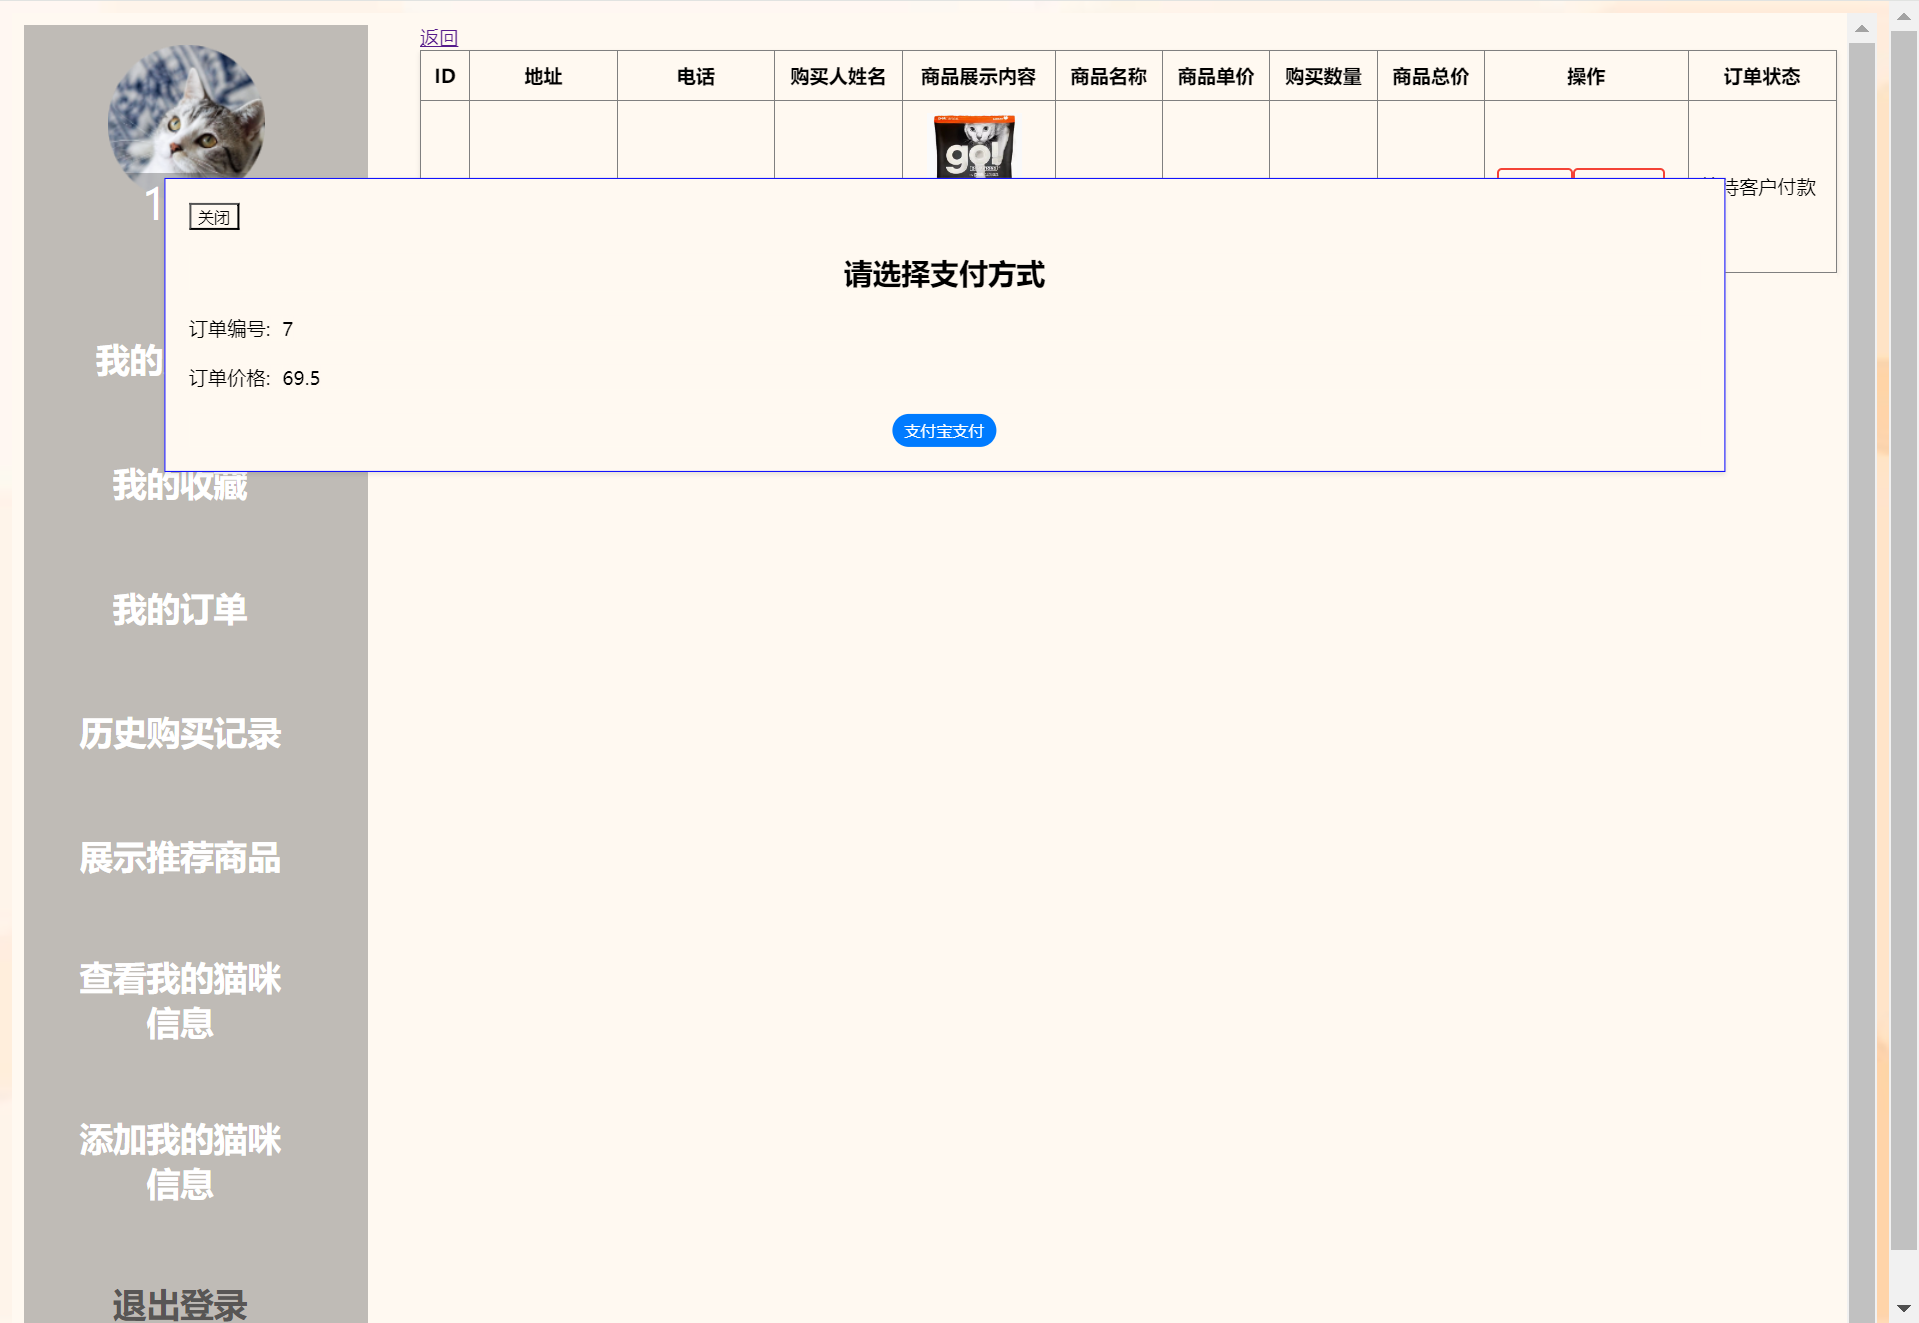 返回
ID 地址 电话 购买人姓名 商品展示内容 商品名称 商品单价 购买数量 商品总价 操作 订单状态
go!
待客户付款
1
关闭
请选择支付方式
订单编号: 7
订单价格: 69.5
支付宝支付
我的
我的收藏
我的订单
历史购买记录
展示推荐商品
查看我的猫咪
信息
添加我的猫咪
信息
退出登录